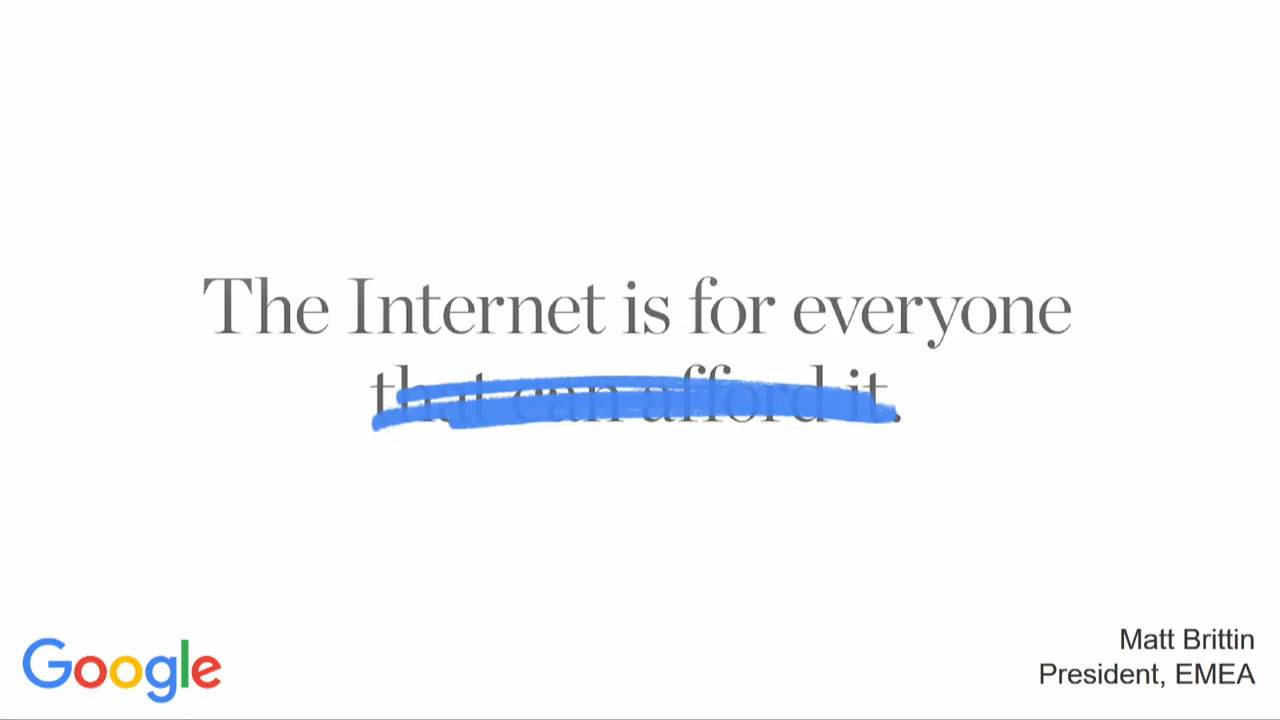 The Internet is for everyone
that can afford it.
Google
Matt Brittin
President, EMEA